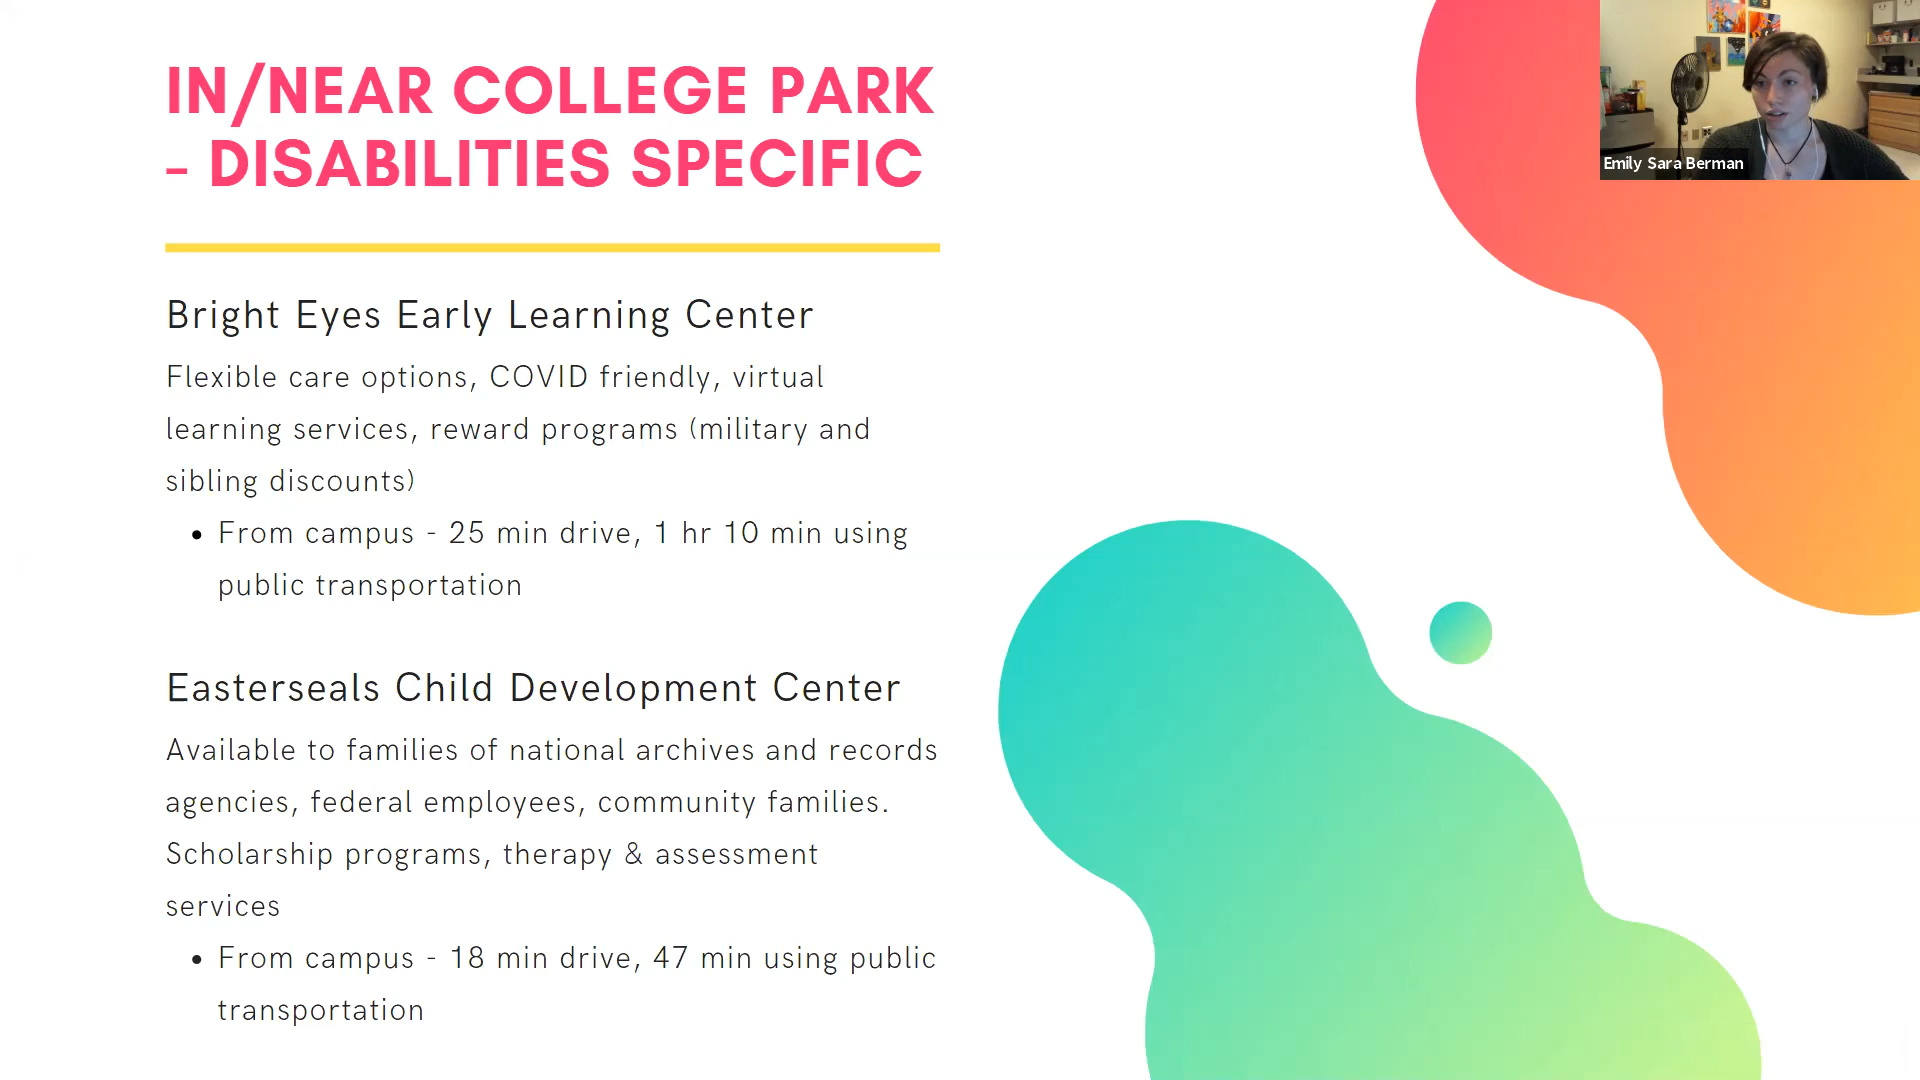 IN/NEAR COLLEGE PARK
- DISABILITIES SPECIFIC
Bright Eyes Early Learning Center
Flexible care options, COVID friendly, virtual
learning services, reward programs (military and
sibling discounts)
• From campus - 25 min drive, 1 hr 10 min using
public transportation
Easterseals Child Development Center
Available to families of national archives and records
agencies, federal employees, community families.
Scholarship programs, therapy & assessment
services
• From campus - 18 min drive, 47 min using public
transportation
Emily Sara Berman